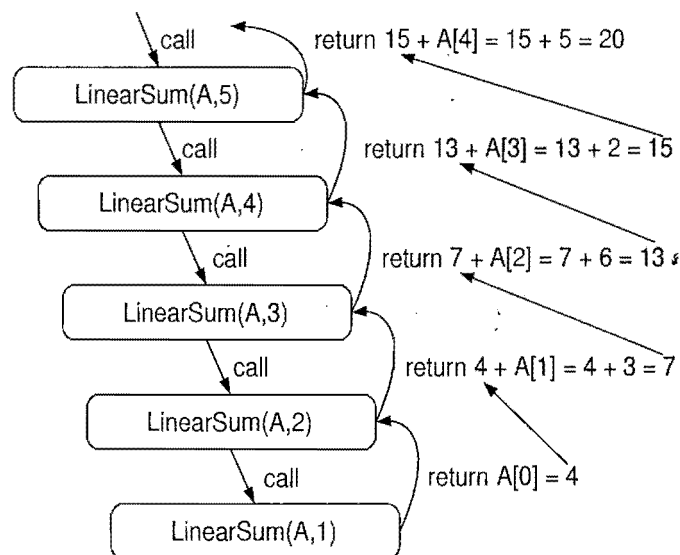 call
return 15 + A[4] = 15 + 5 = 20
LinearSum(A,5)
call
return 13 + A[3] = 13 + 2 = 15
LinearSum(A,4)
call
return 7 + A[2] = 7 + 6 = 13
LinearSum(A,3)
call
return 4 + A[1] = 4 + 3 = 7
LinearSum(A,2)
call
return A[0] = 4
LinearSum(A,1)